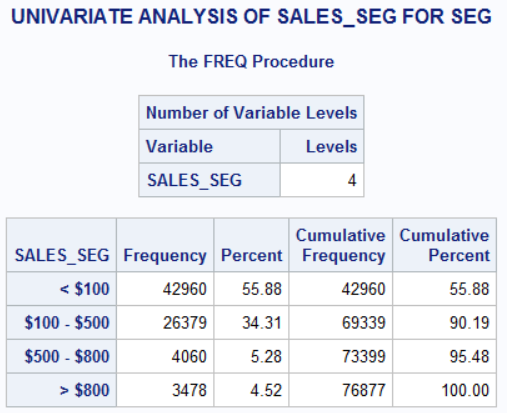 UNIVARIATE ANALYSIS OF SALES_SEG FOR SEG
The FREQ Procedure
Number of Variable Levels
Variable Levels
SALES_SEG 4
SALES_SEG Frequency Percent Cumulative Frequency Cumulative Percent
< $100 42960 55.88 42960 55.88
$100 - $500 26379 34.31 69339 90.19
$500 - $800 4060 5.28 73399 95.48
> $800 3478 4.52 76877 100.00